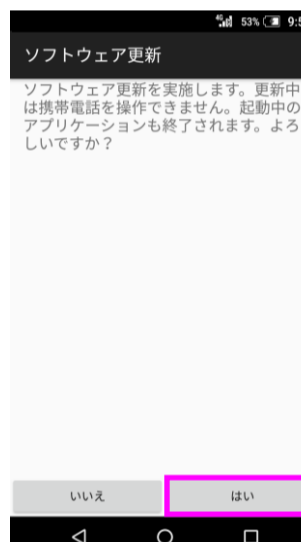 53% 9:5
ソフトウェア更新
ソフトウェア更新を実施します。更新中
は携帯電話を操作できません。起動中の
アプリケーションも終了されます。よろ
しいですか？
いいえ はい